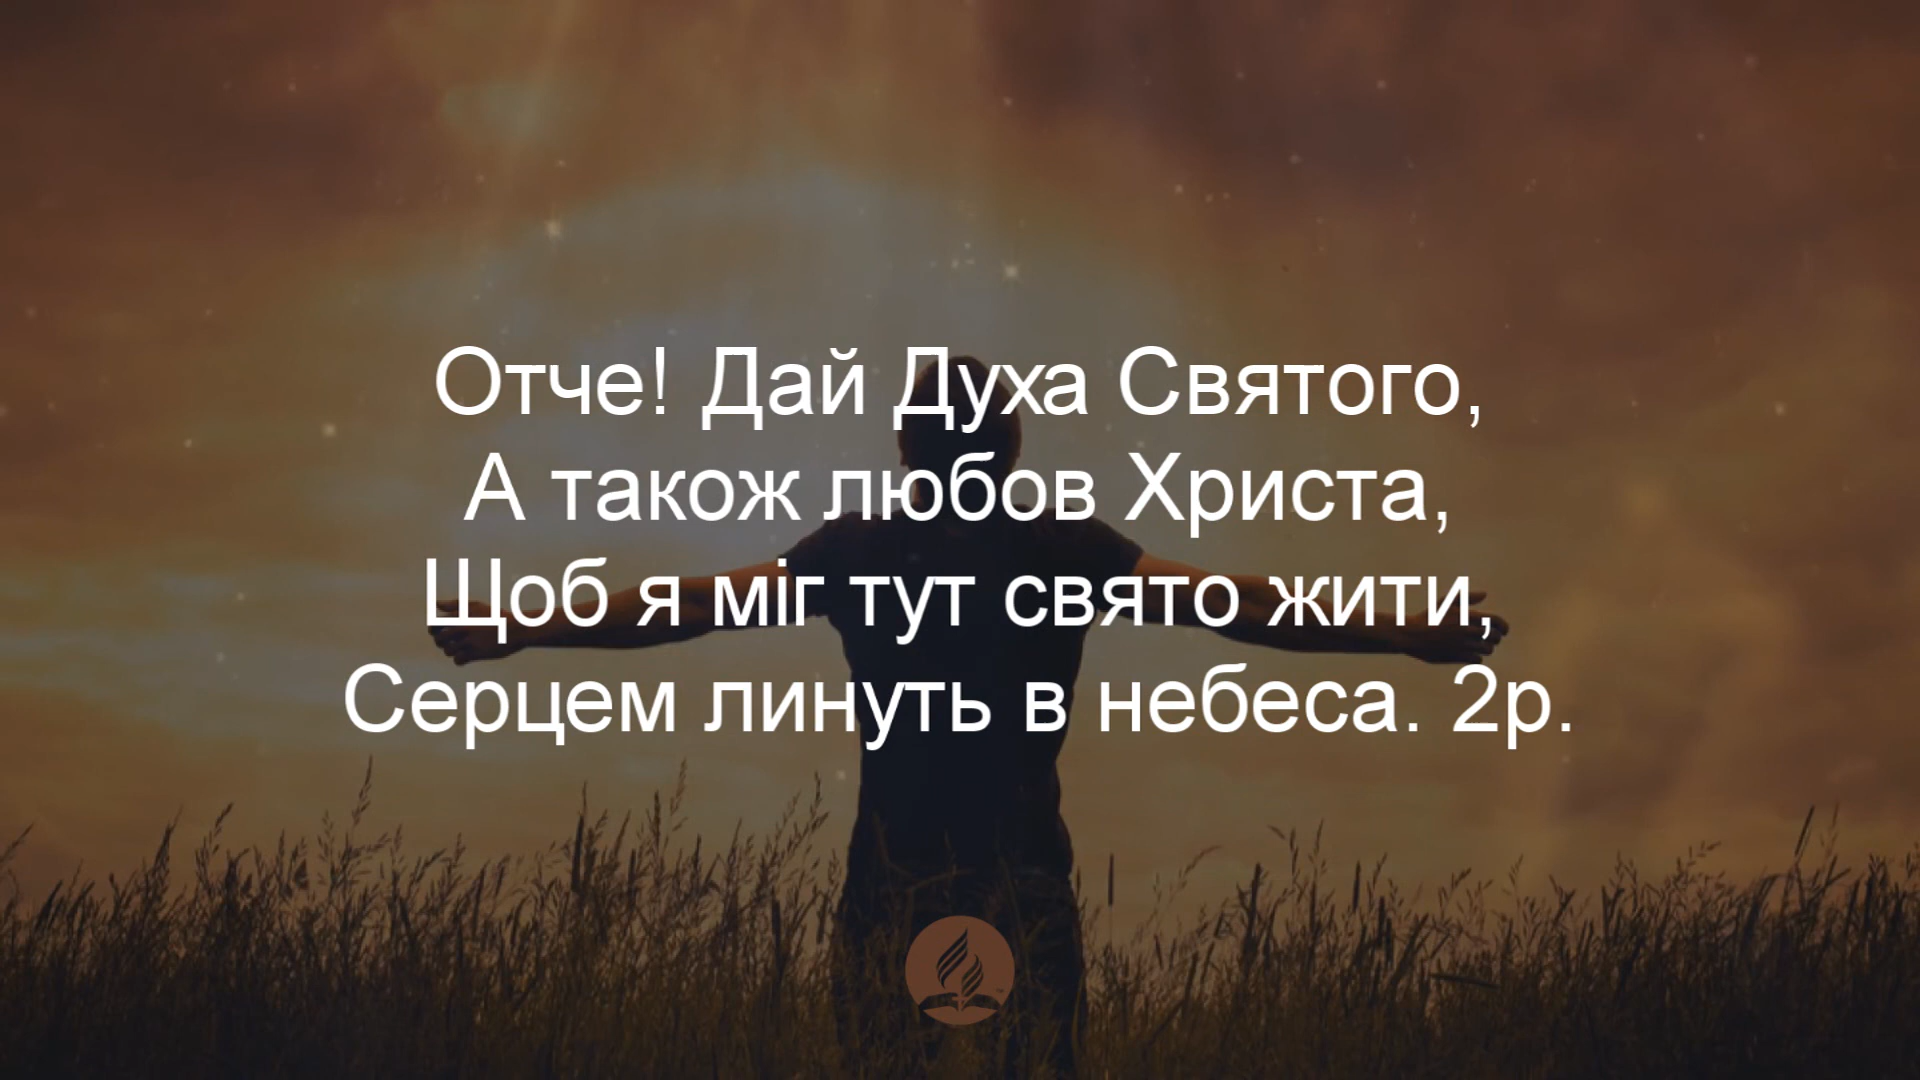 Отче! Дай Духа Святого,
А також любов Христа,
Щоб я міг тут свято жити,
Серцем линуть в небеса. 2р.